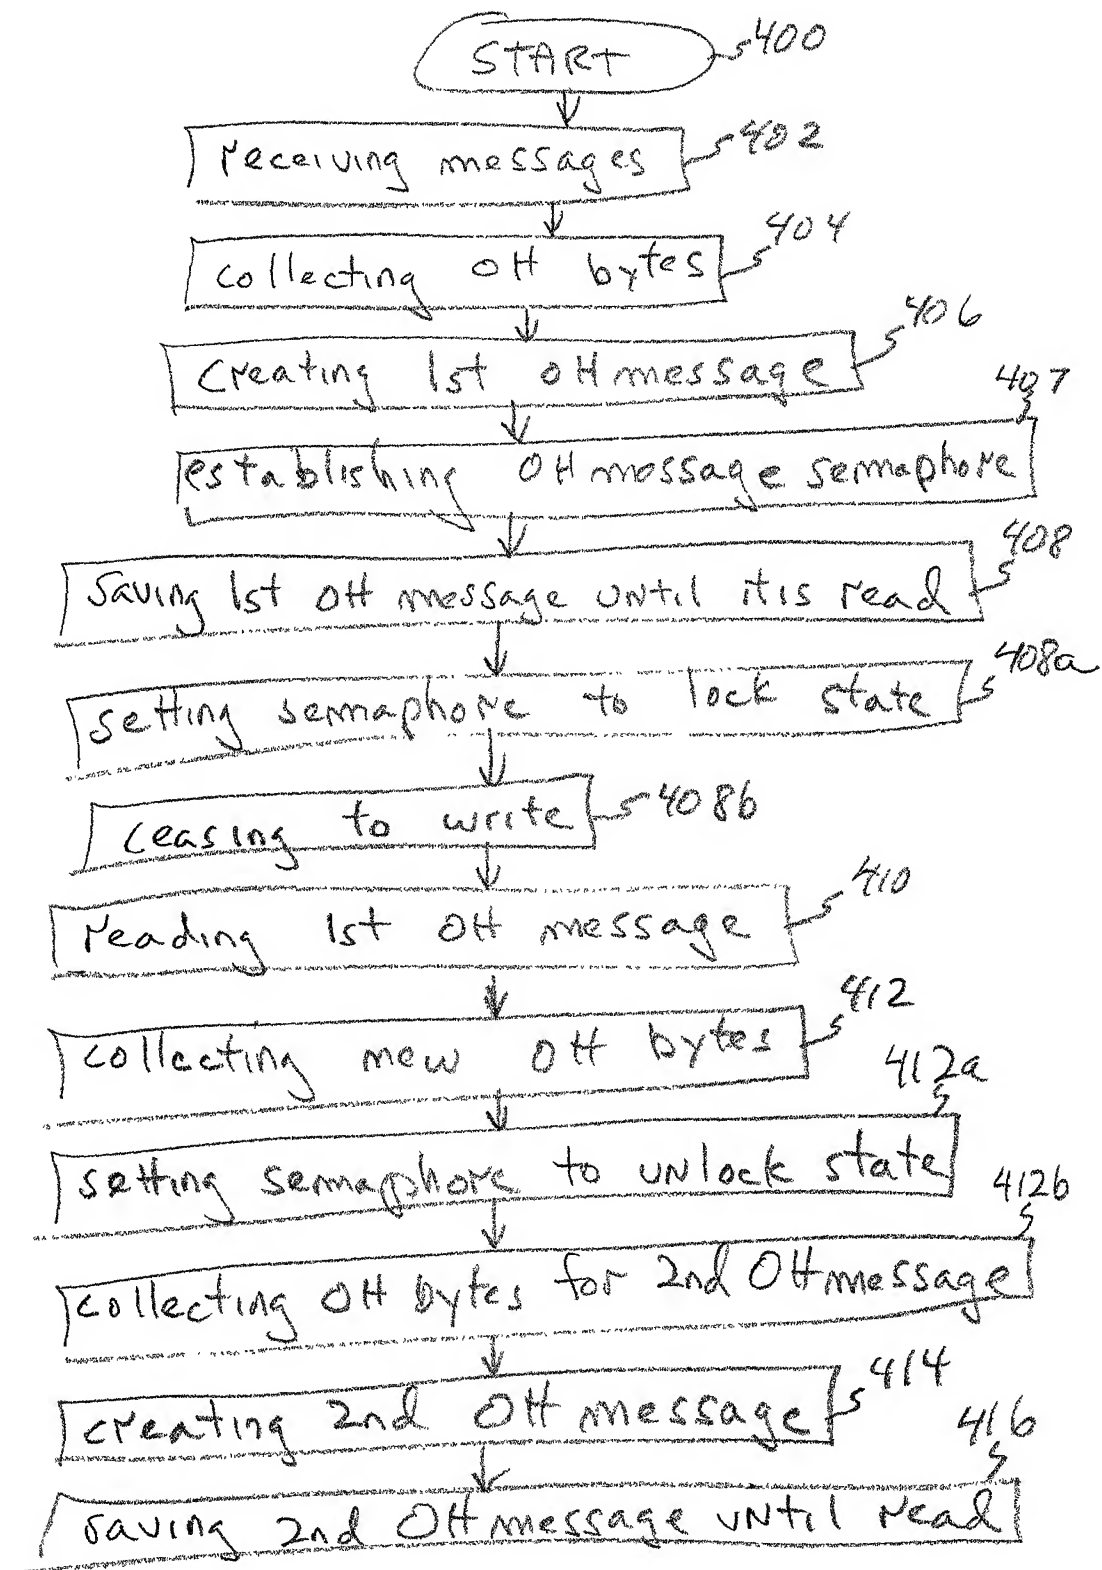 START 400
receiving messages 402
collecting OH bytes 404
creating 1st OH message 406
407
establishing OH message semaphore
saving 1st OH message until it is read 408
setting semaphore to lock state 408a
ceasing to write 408b
reading 1st OH message 410
collecting new OH bytes 412
412a
setting semaphore to unlock state
412b
collecting OH bytes for 2nd OH message
creating 2nd OH message 414
416
saving 2nd OH message until read